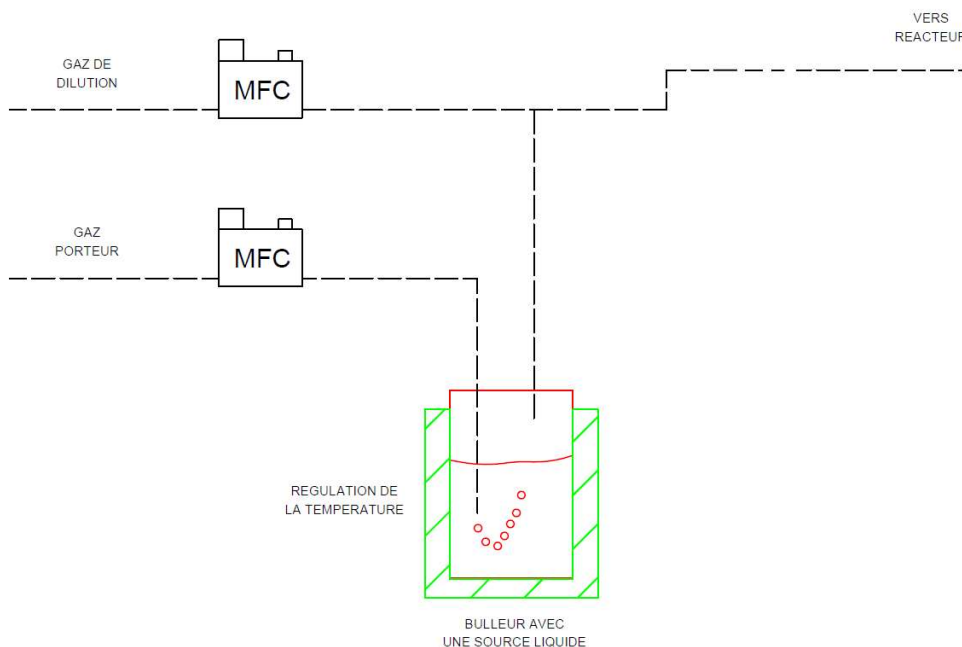 VERS
REACTEUR
GAZ DE
DILUTION
MFC
GAZ
PORTEUR
MFC
REGULATION DE
LA TEMPERATURE
BULLEUR AVEC
UNE SOURCE LIQUIDE